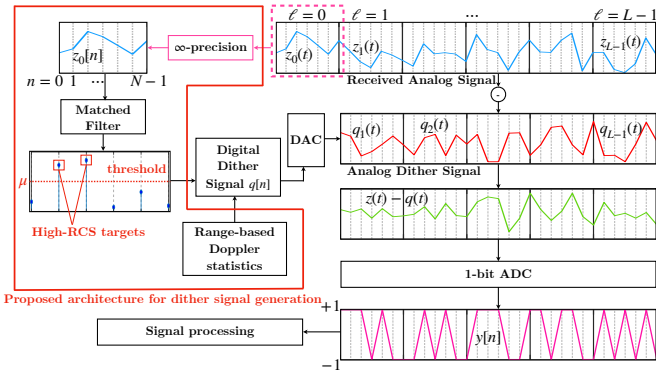 ℓ = 0
ℓ = 1
...
ℓ = L − 1
z₀[n]
∞-precision
z₀(t)
z₁(t)
z_{L−1}(t)
n = 0 1 ... N − 1
Received Analog Signal
Matched
Filter
-
DAC
q₁(t)
q₂(t)
q_{L−1}(t)
Analog Dither Signal
Digital
Dither
Signal q[n]
threshold
μ
High-RCS targets
z(t) − q(t)
Range-based
Doppler
statistics
1-bit ADC
Proposed architecture for dither signal generation
+1
y[n]
−1
Signal processing